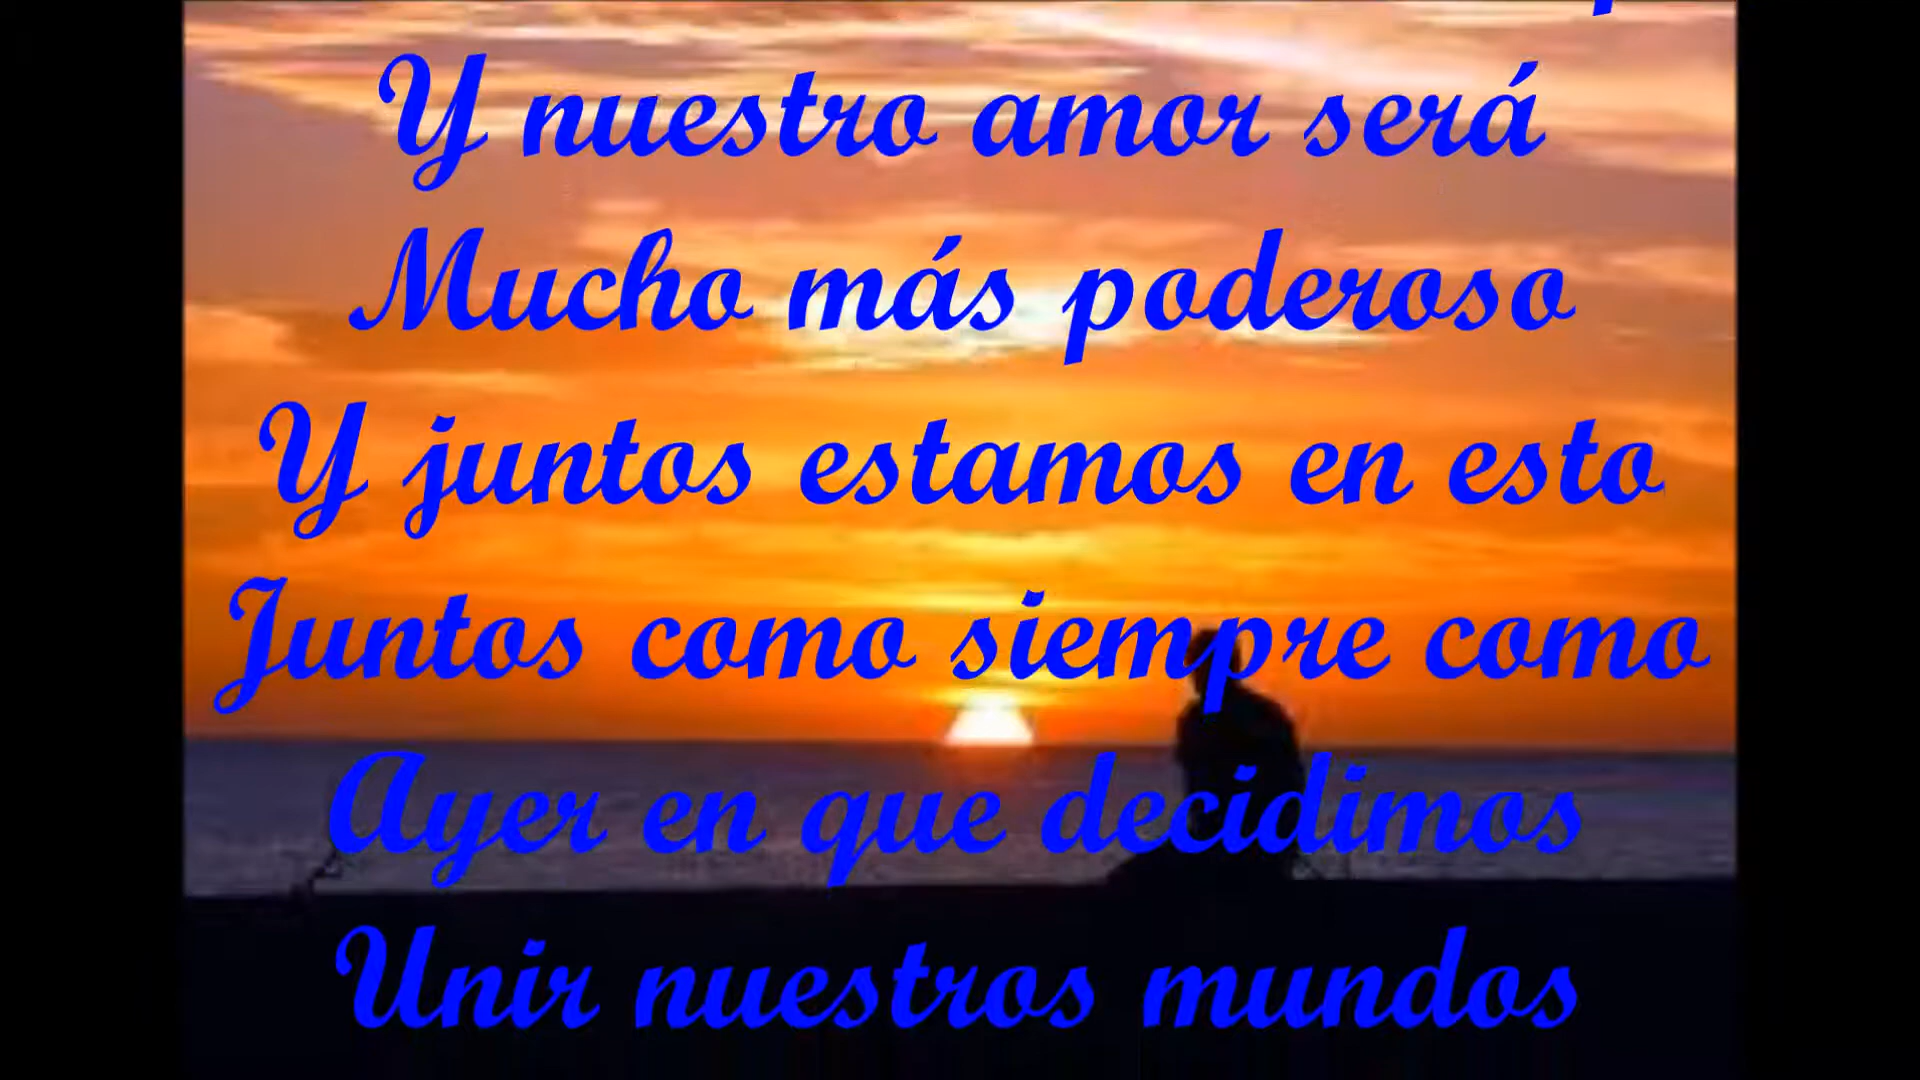 Y nuestro amor será
Mucho más poderoso
Y juntos estamos en esto
Juntos como siempre como
Ayer en que decidimos
Unir nuestros mundos